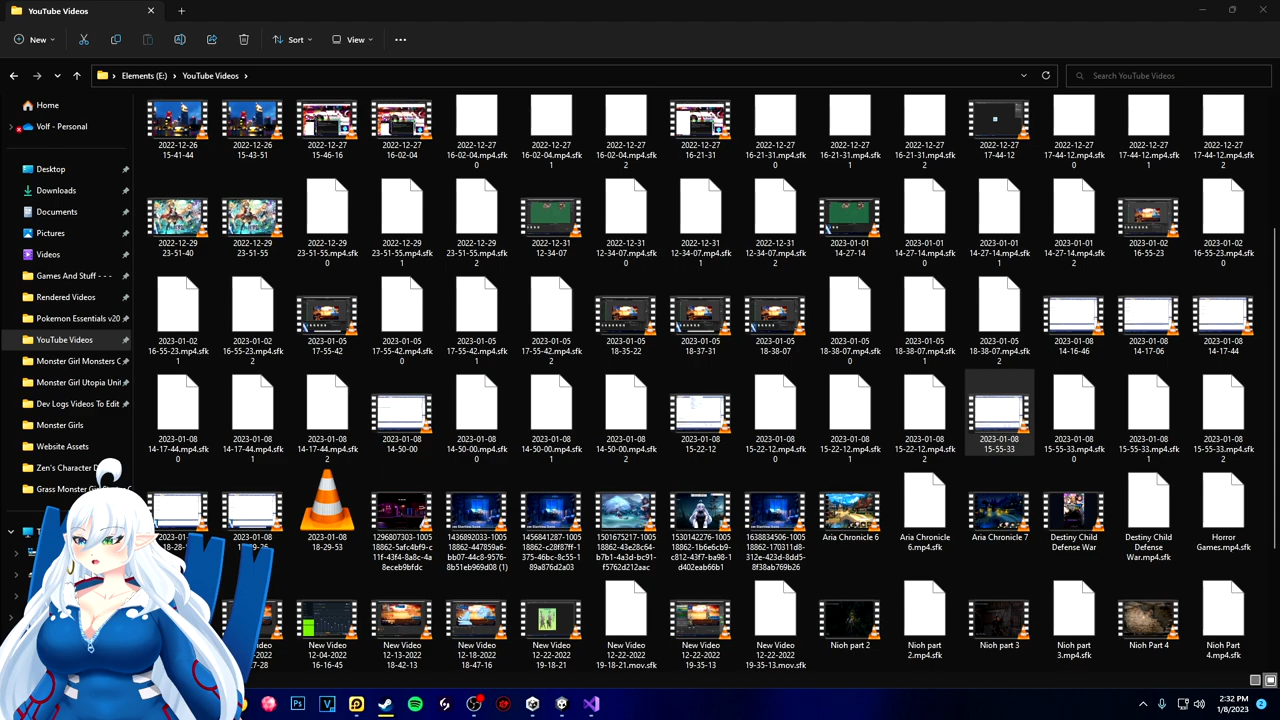 YouTube Videos
New
Sort
View
Elements (E:)
YouTube Videos
Search YouTube Videos
Home
Volf - Personal
Desktop
Downloads
Documents
Pictures
Videos
Games And Stuff - - -
Rendered Videos
Pokemon Essentials v20
YouTube Videos
Monster Girl Monsters C
Monster Girl Utopia Unit
Dev Logs Videos To Edit
Monster Girls
Website Assets
Zen's Character D
2022-12-26
15-41-44
2022-12-26
15-43-51
2022-12-27
15-46-16
2022-12-27
16-02-04
2022-12-27
16-02-04.mp4.sfk
0
2022-12-27
16-02-04.mp4.sfk
1
2022-12-27
16-02-04.mp4.sfk
2
2022-12-27
16-21-31
2022-12-27
16-21-31.mp4.sfk
0
2022-12-27
16-21-31.mp4.sfk
1
2022-12-27
16-21-31.mp4.sfk
2
2022-12-27
17-44-12
2022-12-27
17-44-12.mp4.sfk
0
2022-12-27
17-44-12.mp4.sfk
1
2022-12-27
17-44-12.mp4.sfk
2
2022-12-29
23-51-40
2022-12-29
23-51-55
2022-12-29
23-51-55.mp4.sfk
0
2022-12-29
23-51-55.mp4.sfk
1
2022-12-29
23-51-55.mp4.sfk
2
2022-12-31
12-34-07
2022-12-31
12-34-07.mp4.sfk
0
2022-12-31
12-34-07.mp4.sfk
1
2022-12-31
12-34-07.mp4.sfk
2
2023-01-01
14-27-14
2023-01-01
14-27-14.mp4.sfk
0
2023-01-01
14-27-14.mp4.sfk
1
2023-01-01
14-27-14.mp4.sfk
2
2023-01-02
16-55-23
2023-01-02
16-55-23.mp4.sfk
0
2023-01-02
16-55-23.mp4.sfk
1
2023-01-02
16-55-23.mp4.sfk
2
2023-01-05
17-55-42
2023-01-05
17-55-42.mp4.sfk
0
2023-01-05
17-55-42.mp4.sfk
1
2023-01-05
17-55-42.mp4.sfk
2
2023-01-05
18-35-22
2023-01-05
18-37-31
2023-01-05
18-38-07
2023-01-05
18-38-07.mp4.sfk
0
2023-01-05
18-38-07.mp4.sfk
1
2023-01-05
18-38-07.mp4.sfk
2
2023-01-08
14-16-46
2023-01-08
14-17-06
2023-01-08
14-17-44
2023-01-08
14-17-44.mp4.sfk
0
2023-01-08
14-17-44.mp4.sfk
1
2023-01-08
14-17-44.mp4.sfk
2
2023-01-08
14-50-00
2023-01-08
14-50-00.mp4.sfk
0
2023-01-08
14-50-00.mp4.sfk
1
2023-01-08
14-50-00.mp4.sfk
2
2023-01-08
15-22-12
2023-01-08
15-22-12.mp4.sfk
0
2023-01-08
15-22-12.mp4.sfk
1
2023-01-08
15-22-12.mp4.sfk
2
2023-01-08
15-55-33
2023-01-08
15-55-33.mp4.sfk
0
2023-01-08
15-55-33.mp4.sfk
1
2023-01-08
15-55-33.mp4.sfk
2
2023-01-08
2023-01-08
2023-01-08
18-29-53
1296807303-1005
18862-5afc4bf9-c
11f-43f4-8a8c-4a
8eceb9bfdc
1436892033-1005
18862-447859a6-
bb07-44c8-9576-
8b51eb969d08 (1)
1456841287-1005
18862-c28f87ff-1
375-46bc-8c55-1
89a876d2a03
1501675217-1005
18862-43e28c64-
b7b1-4a3d-bc91-
f5762d212aac
1530142276-1005
18862-1b6e6cb9-
c812-43f7-ba98-1
d402eab66b1
1638834506-1005
18862-170311d8-
312e-423d-8dd5-
8f38ab769b26
Aria Chronicle 6
Aria Chronicle
6.mp4.sfk
Aria Chronicle 7
Destiny Child
Defense War
Destiny Child
Defense
War.mp4.sfk
Horror
Games.mp4.sfk
New Video
12-13-2022
16-16-45
New Video
12-13-2022
18-42-13
New Video
12-18-2022
18-47-16
New Video
12-22-2022
19-18-21
New Video
12-22-2022
19-18-21.mov.sfk
New Video
12-22-2022
19-35-13
New Video
12-22-2022
19-35-13.mov.sfk
Nioh part 2
Nioh part
2.mp4.sfk
Nioh part 3
Nioh part
3.mp4.sfk
Nioh Part 4
Nioh Part
4.mp4.sfk
2:32 PM
1/8/2023